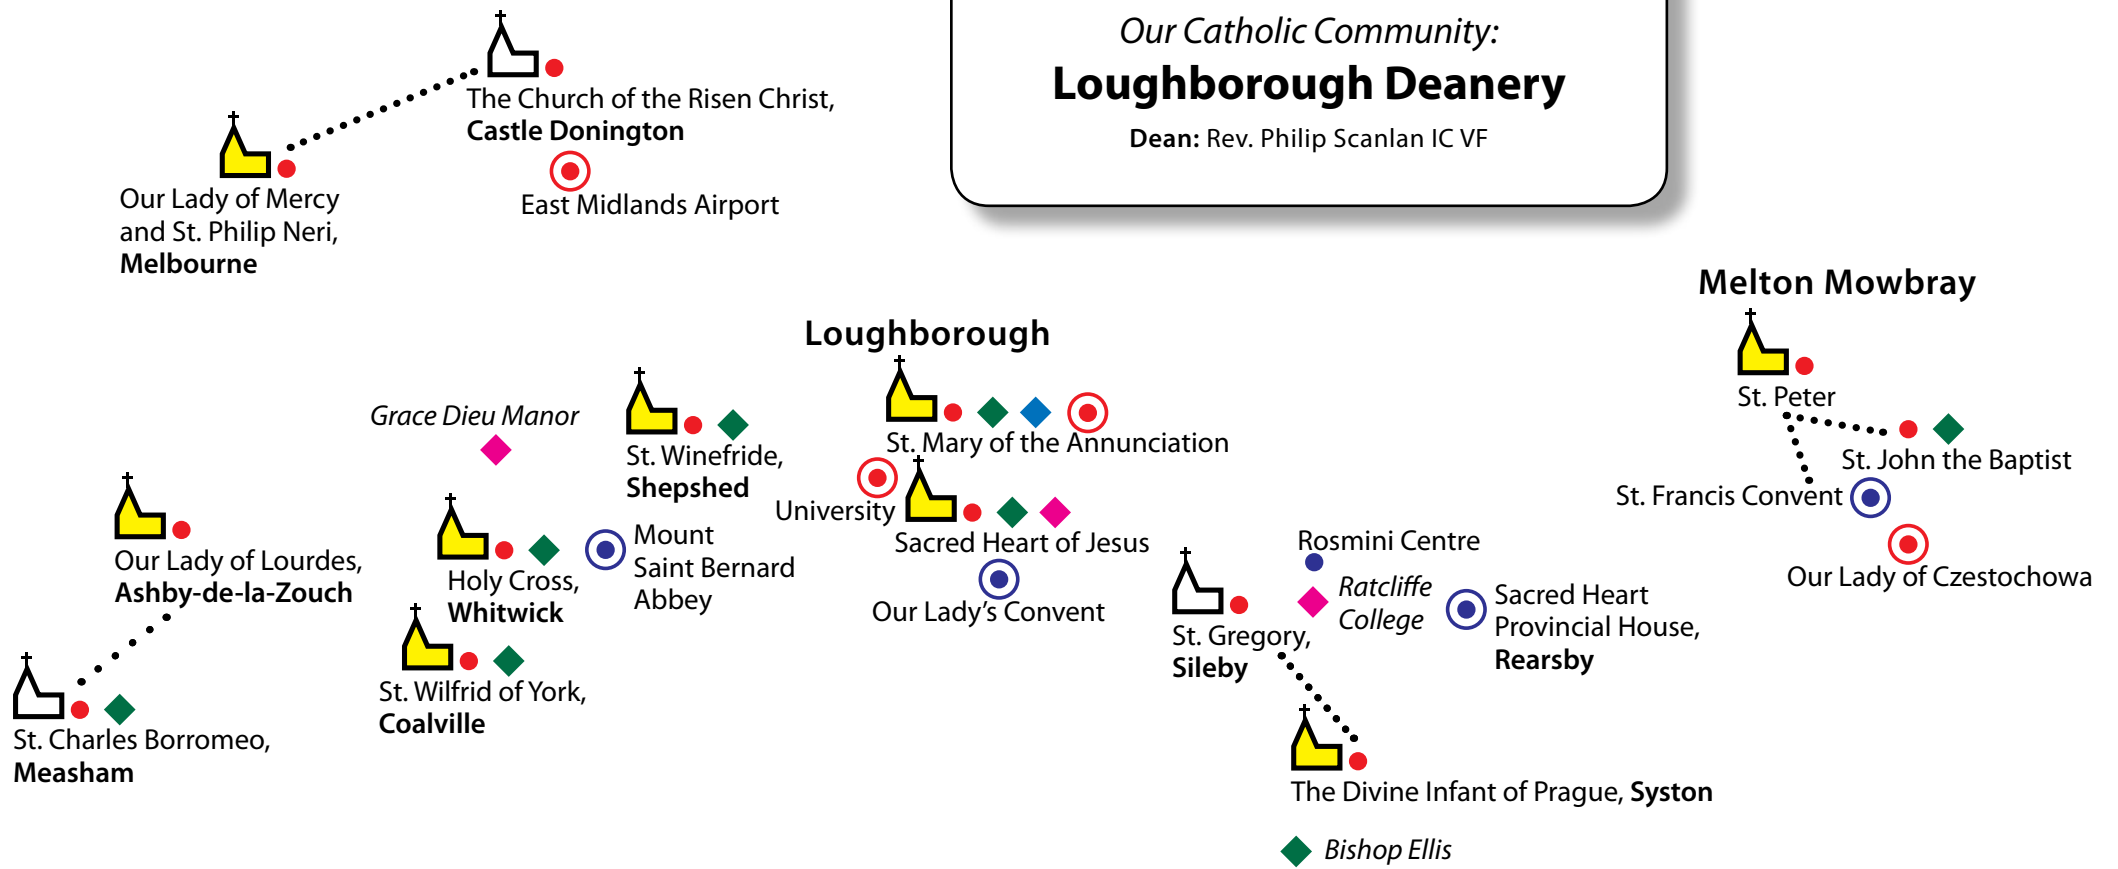 Our Catholic Community:
Loughborough Deanery
Dean: Rev. Philip Scanlan IC VF
The Church of the Risen Christ,
Castle Donington
East Midlands Airport
Our Lady of Mercy
and St. Philip Neri,
Melbourne
Melton Mowbray
St. Peter
St. John the Baptist
St. Francis Convent
Our Lady of Czestochowa
Loughborough
St. Mary of the Annunciation
University
Sacred Heart of Jesus
Our Lady's Convent
Grace Dieu Manor
St. Winefride,
Shepshed
Mount
Saint Bernard
Abbey
Holy Cross,
Whitwick
St. Wilfrid of York,
Coalville
Our Lady of Lourdes,
Ashby-de-la-Zouch
St. Charles Borromeo,
Measham
Rosmini Centre
Ratcliffe
College
Sacred Heart
Provincial House,
Rearsby
St. Gregory,
Sileby
The Divine Infant of Prague, Syston
Bishop Ellis